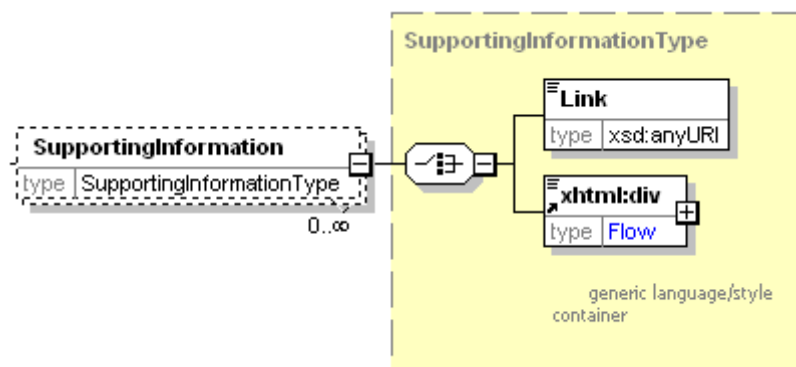 SupportingInformationType
Link
type xsd:anyURI
SupportingInformation
type SupportingInformationType
0..∞
xhtml:div
type Flow
generic language/style
container